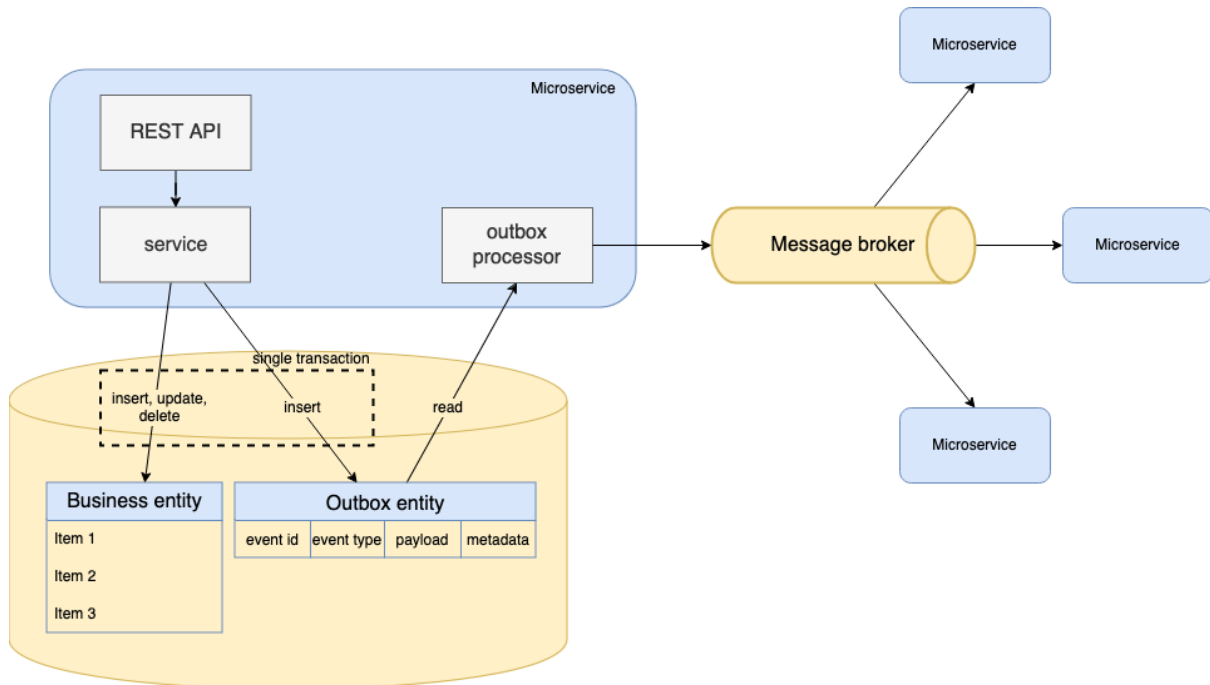 Microservice
Microservice
REST API
service
outbox
processor
Message broker
Microservice
single transaction
insert, update,
delete
insert
read
Microservice
Business entity
Item 1
Item 2
Item 3
Outbox entity
event id
event type
payload
metadata